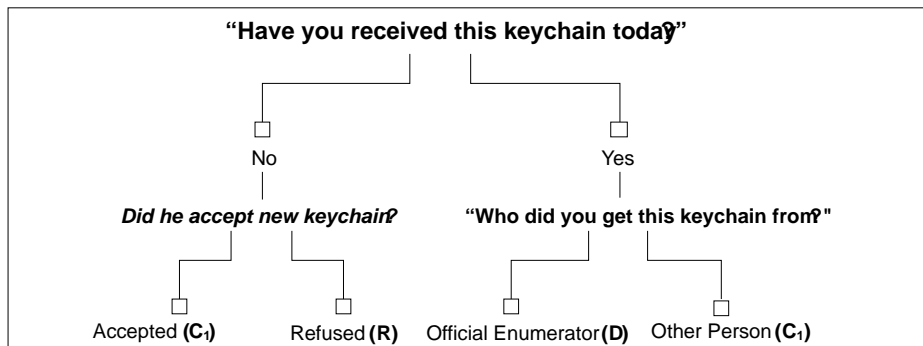 “Have you received this keychain today?”
No Yes
Did he accept new keychain? “Who did you get this keychain from?"
Accepted (C₁) Refused (R) Official Enumerator (D) Other Person (C₁)